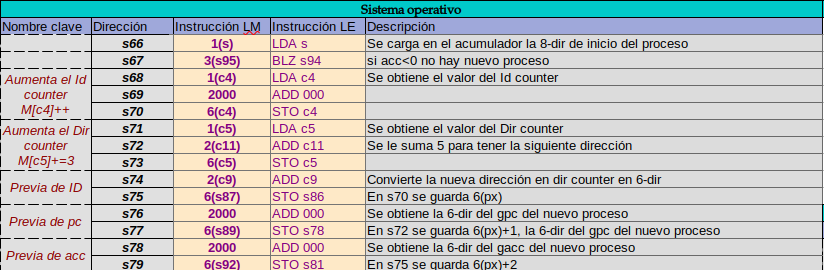 Sistema operativo
Nombre clave Dirección Instrucción LM Instrucción LE Descripción
s66 1(s) LDA s Se carga en el acumulador la 8-dir de inicio del proceso
s67 3(s95) BLZ s94 si acc<0 no hay nuevo proceso
Aumenta el Id counter M[c4]++
s68 1(c4) LDA c4 Se obtiene el valor del Id counter
s69 2000 ADD 000
s70 6(c4) STO c4
Aumenta el Dir counter M[c5]+=3
s71 1(c5) LDA c5 Se obtiene el valor del Dir counter
s72 2(c11) ADD c11 Se le suma 5 para tener la siguiente dirección
s73 6(c5) STO c5
Previa de ID
s74 2(c9) ADD c9 Convierte la nueva dirección en dir counter en 6-dir
s75 6(s87) STO s86 En s70 se guarda 6(px)
Previa de pc
s76 2000 ADD 000 Se obtiene la 6-dir del gpc del nuevo proceso
s77 6(s89) STO s78 En s72 se guarda 6(px)+1, la 6-dir del gpc del nuevo proceso
Previa de acc
s78 2000 ADD 000 Se obtiene la 6-dir del gacc del nuevo proceso
s79 6(s92) STO s81 En s75 se guarda 6(px)+2